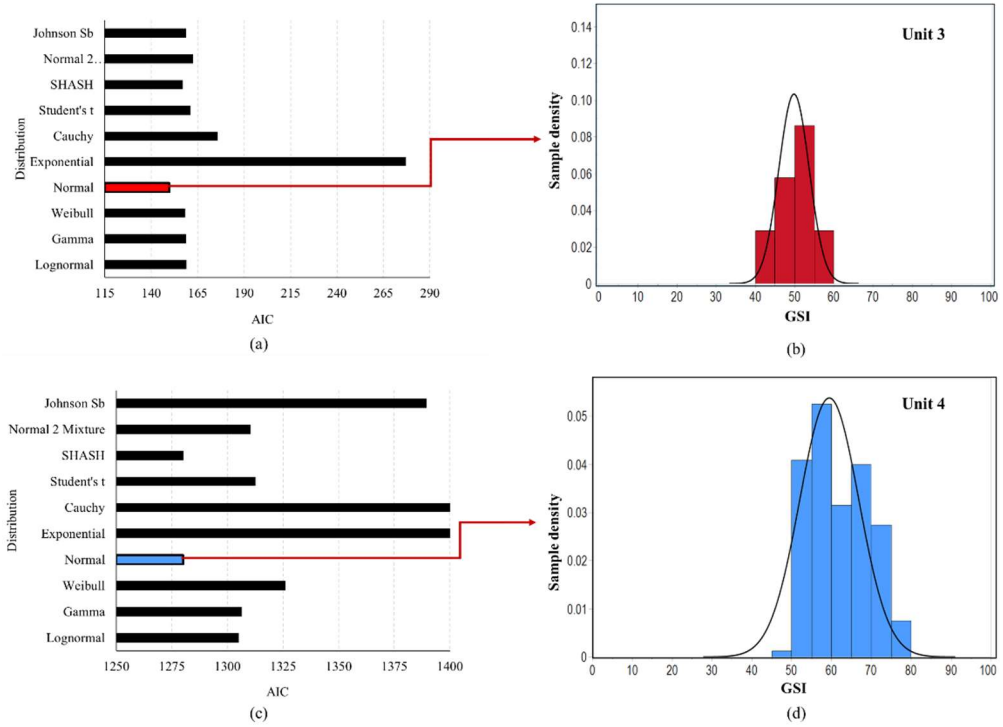 Johnson Sb
Normal 2..
SHASH
Student's t
Cauchy
Exponential
Normal
Weibull
Gamma
Lognormal
Distribution
115 140 165 190 215 240 265 290
AIC
(a)
Unit 3
0.14
0.12
0.10
0.08
0.06
0.04
0.02
0
Sample density
0 10 20 30 40 50 60 70 80 90 100
GSI
(b)
Johnson Sb
Normal 2 Mixture
SHASH
Student's t
Cauchy
Exponential
Normal
Weibull
Gamma
Lognormal
Distribution
1250 1280 1300 1325 1350 1375 1400
AIC
(c)
Unit 4
0.05
0.04
0.03
0.02
0.01
0
Sample density
0 10 20 30 40 50 60 70 80 90 100
GSI
(d)